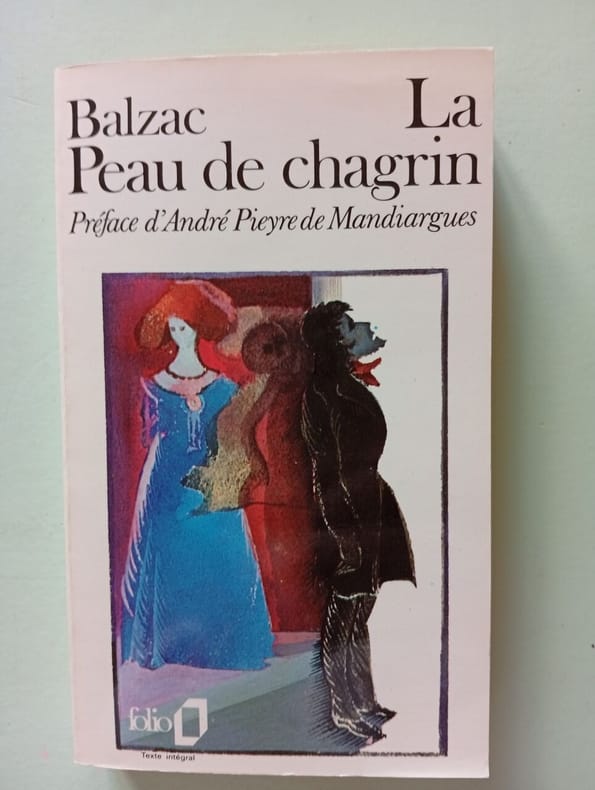 Balzac La
Peau de chagrin
Préface d'André Pieyre de Mandiargues
folio
Texte intégral